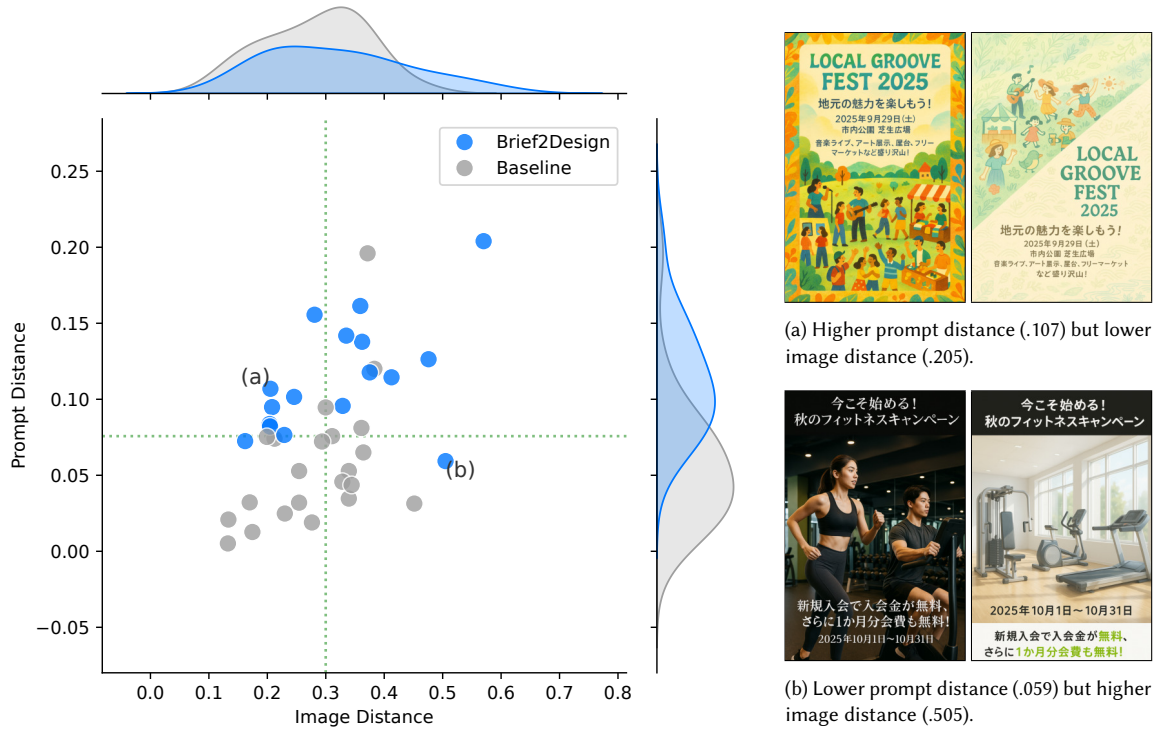 Brief2Design
Baseline
0.25
0.20
0.15
0.10
0.05
0.00
−0.05
Prompt Distance
(a)
(b)
0.0 0.1 0.2 0.3 0.4 0.5 0.6 0.7 0.8
Image Distance
LOCAL GROOVE
FEST 2025
地元の魅力を楽しもう!
2025年9月29日(土)
市内公園 芝生広場
音楽ライブ、アート展示、屋台、フリー
マーケットなど盛り沢山!
LOCAL
GROOVE
FEST
2025
地元の魅力を楽しもう!
2025年9月29日(土)
市内公園 芝生広場
音楽ライブ、アート展示、屋台、フリーマーケット
など盛り沢山!
(a) Higher prompt distance (.107) but lower
image distance (.205).
今こそ始める!
秋のフィットネスキャンペーン
新規入会で入会金が無料、
さらに1か月分会費も無料!
2025年10月1日〜10月31日
今こそ始める!
秋のフィットネスキャンペーン
2025年10月1日〜10月31日
新規入会で入会金が無料、
さらに1か月分会費も無料!
(b) Lower prompt distance (.059) but higher
image distance (.505).